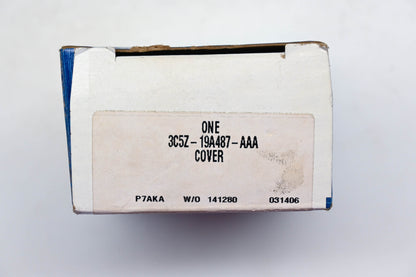 ONE
3C5Z-19A487-AAA
COVER
P7AKA W/O 141280 031406